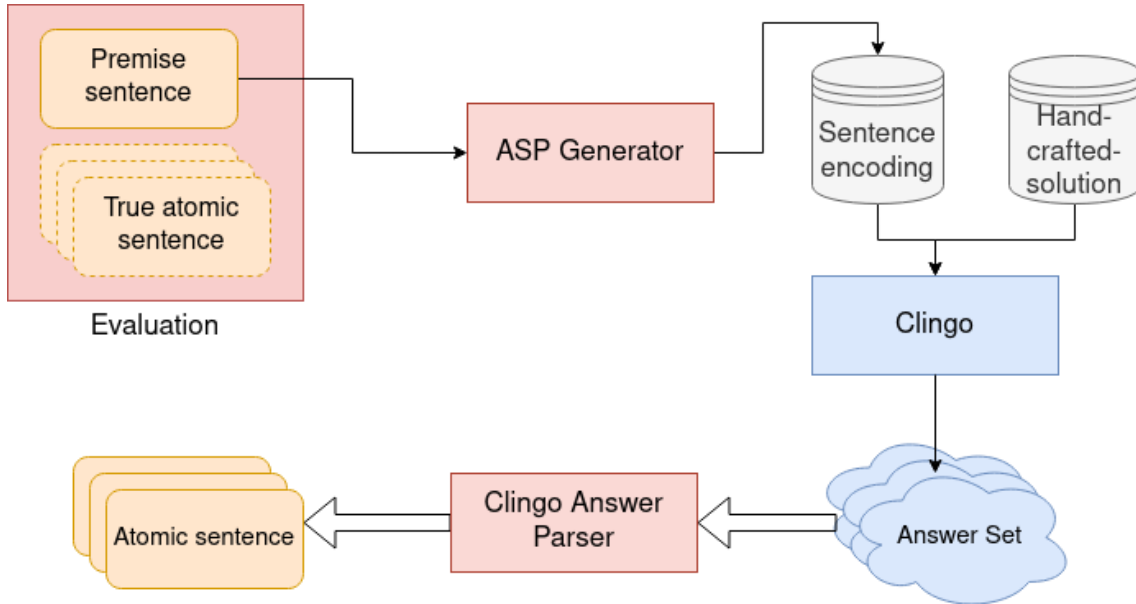 Premise
sentence
True atomic
sentence
Evaluation
ASP Generator
Sentence
encoding
Hand-
crafted-
solution
Clingo
Answer Set
Clingo Answer
Parser
Atomic sentence